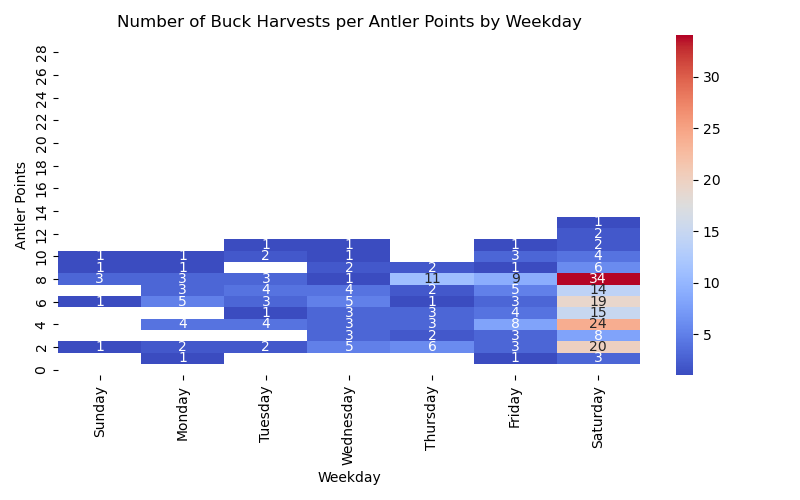 Number of Buck Harvests per Antler Points by Weekday
Antler Points
28
26
24
22
20
18
16
14
12
10
8
6
4
2
0
1
2
1 1 1 2
1 1 2 1 3 4
1 1 2 2 1 6
3 3 3 1 11 9 34
3 4 4 2 5 14
1 5 3 5 1 3 19
1 3 3 4 15
4 4 3 3 8 24
3 2 3 8
1 2 2 5 6 3 20
1 1 3
Sunday
Monday
Tuesday
Wednesday
Thursday
Friday
Saturday
Weekday
30
25
20
15
10
5